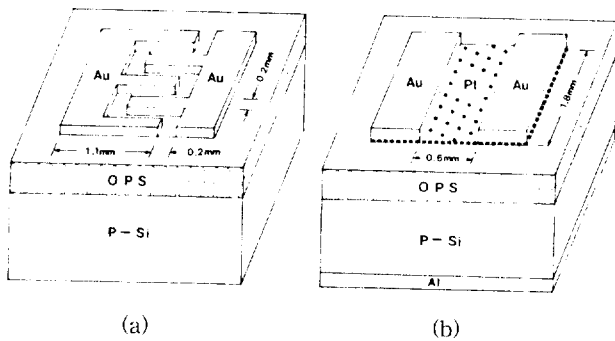 Au
Au
0.2mm
1.1mm
0.2mm
OPS
P-Si
(a)
Au
Pt
Au
1.8mm
0.6mm
OPS
P-Si
Al
(b)